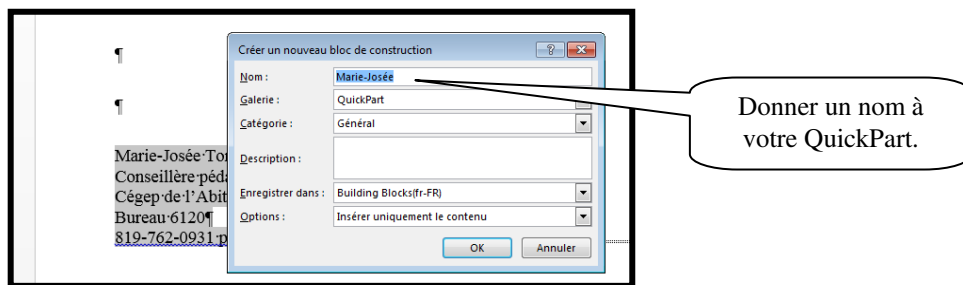 ¶
¶
Marie-Josée
Conseillère
Cégep de l'Abit
Bureau 6120¶
819-762-0931
Créer un nouveau bloc de construction
Nom : Marie-Josée
Galerie : QuickPart
Catégorie : Général
Description :
Enregistrer dans : Building Blocks(fr-FR)
Options : Insérer uniquement le contenu
OK Annuler
Donner un nom à
votre QuickPart.